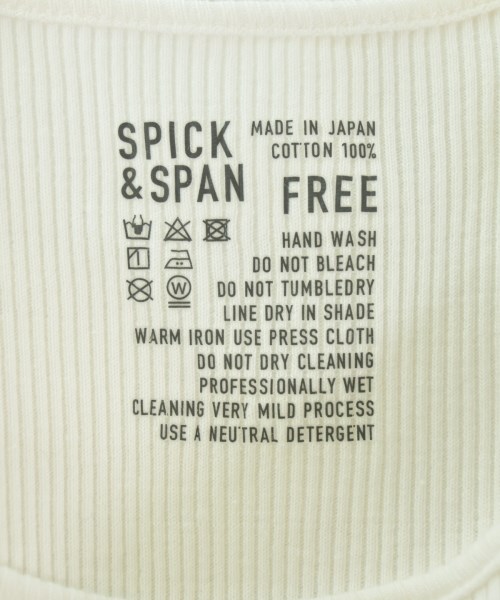 SPICK
& SPAN
MADE IN JAPAN
COTTON 100%
FREE
W
HAND WASH
DO NOT BLEACH
DO NOT TUMBLEDRY
LINE DRY IN SHADE
WARM IRON USE PRESS CLOTH
DO NOT DRY CLEANING
PROFESSIONALLY WET
CLEANING VERY MILD PROCESS
USE A NEUTRAL DETERGENT